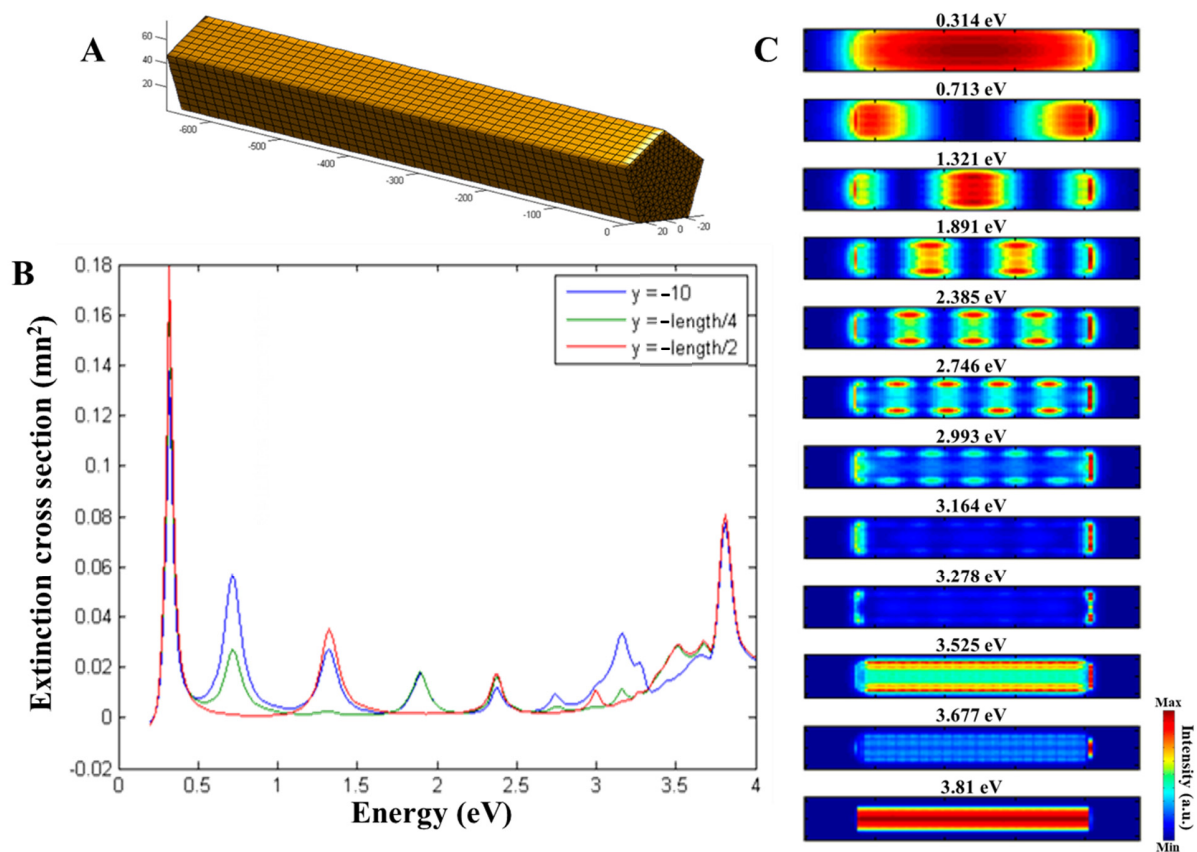 A
60
40
20
-600
-500
-400
-300
-200
-100
0
20
0
-20
B
0.18
0.16
0.14
0.12
0.1
0.08
0.06
0.04
0.02
0
-0.02
Extinction cross section (mm²)
y = -10
y = -length/4
y = -length/2
0 0.5 1 1.5 2 2.5 3 3.5 4
Energy (eV)
C
0.314 eV
0.713 eV
1.321 eV
1.891 eV
2.385 eV
2.746 eV
2.993 eV
3.164 eV
3.278 eV
3.525 eV
3.677 eV
3.81 eV
Max
Intensity (a.u.)
Min